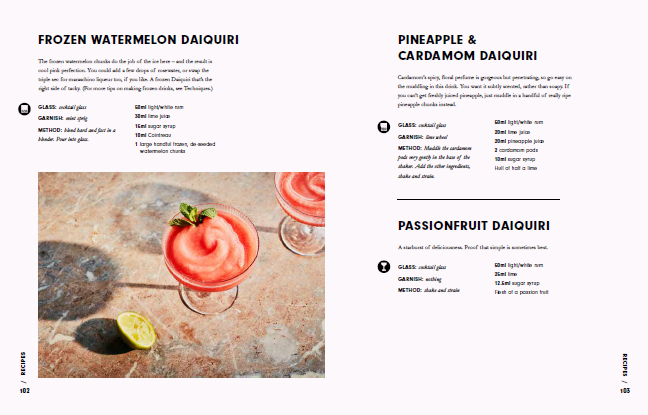 FROZEN WATERMELON DAIQUIRI
The frozen watermelon chunks do the job of the ice here – and the result is
cool pink perfection. You could add a few drops of rosewater, or swap the
triple sec for maraschino liqueur too, if you like. A frozen Daiquiri that's the
right side of tacky. (For more tips on making frozen drinks, see Techniques.)
GLASS: cocktail glass
GARNISH: mint sprig
METHOD: blend hard and fast in a
blender. Pour into glass.
50ml light/white rum
30ml lime juice
15ml sugar syrup
10ml Cointreau
1 large handful frozen, de-seeded
watermelon chunks
RECIPES
/
102
PINEAPPLE &
CARDAMOM DAIQUIRI
Cardamom's spicy, floral perfume is gorgeous but penetrating, so go easy on
the muddling in this drink. You want it subtly scented, rather than soapy. If
you can't get freshly juiced pineapple, just muddle in a handful of really ripe
pineapple chunks instead.
GLASS: cocktail glass
GARNISH: lime wheel
METHOD: Muddle the cardamom
pods very gently in the base of the
shaker. Add the other ingredients,
shake and strain.
50ml light/white rum
20ml lime juice
20ml pineapple juice
2 cardamom pods
10ml sugar syrup
Hull of half a lime
PASSIONFRUIT DAIQUIRI
A starburst of deliciousness. Proof that simple is sometimes best.
GLASS: cocktail glass
GARNISH: nothing
METHOD: shake and strain
50ml light/white rum
25ml lime
12.5ml sugar syrup
Flesh of a passion fruit
RECIPES
/
103